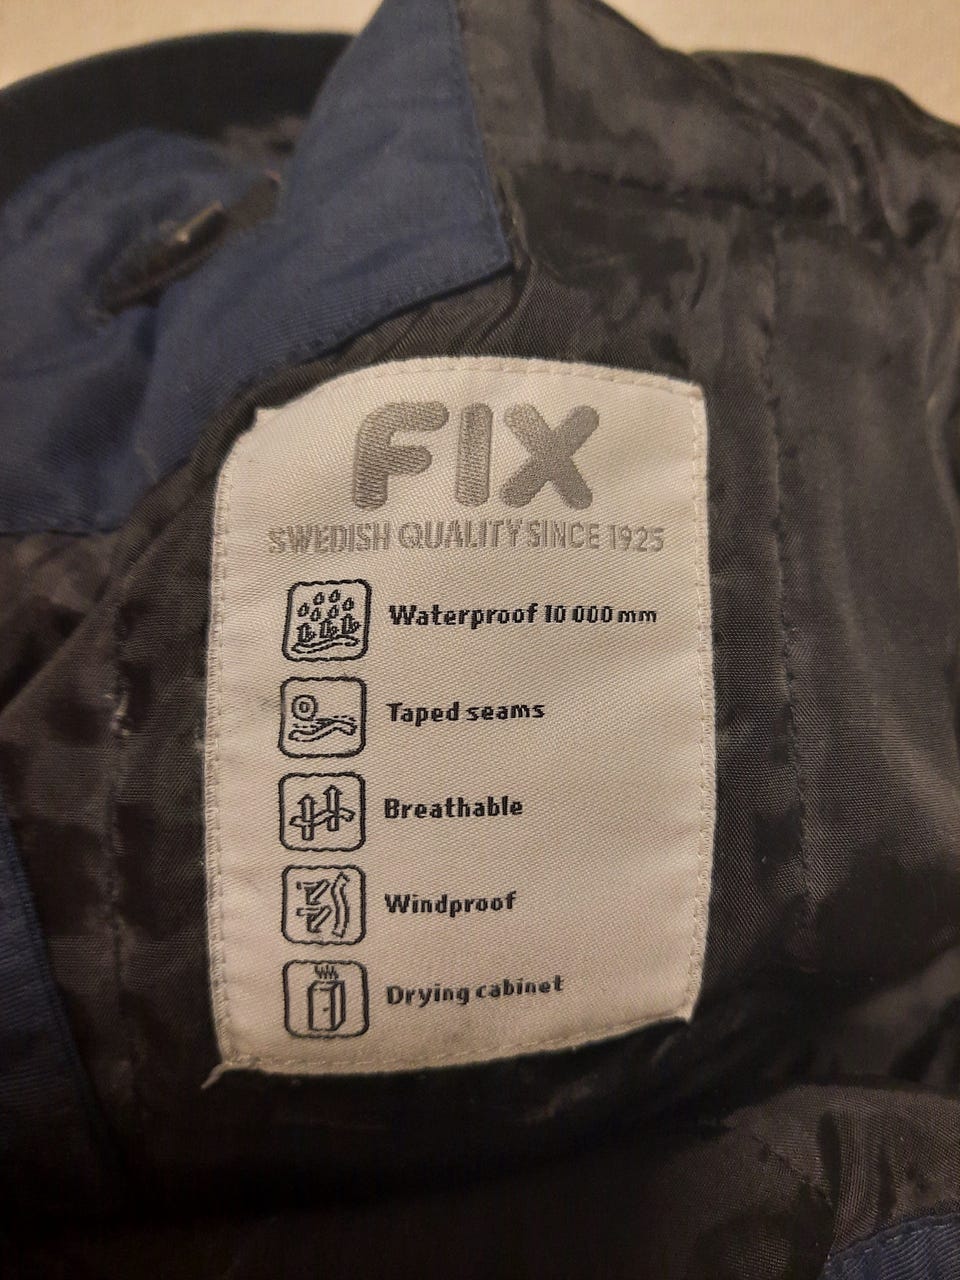 FIX
SWEDISH QUALITY SINCE 1925
Waterproof 10 000 mm
Taped seams
Breathable
Windproof
Drying cabinet